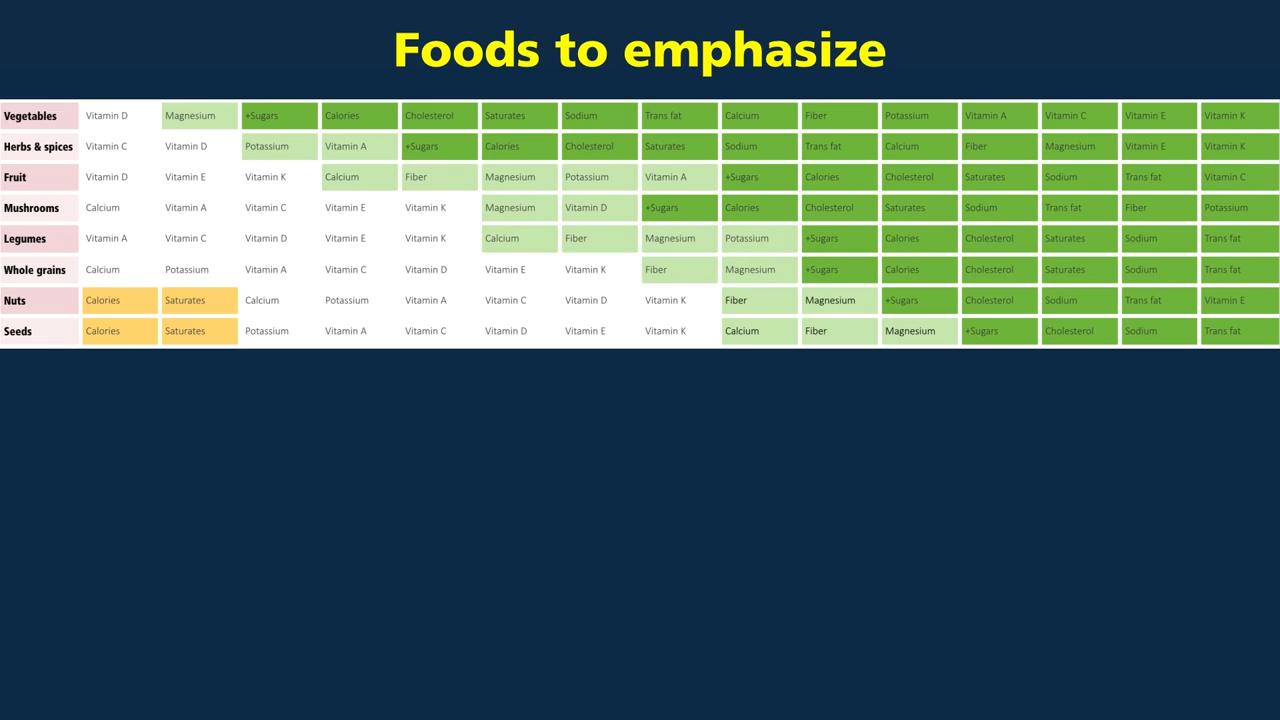 Foods to emphasize
Vegetables Vitamin D Magnesium +Sugars Calories Cholesterol Saturates Sodium Trans fat Calcium Fiber Potassium Vitamin A Vitamin C Vitamin E Vitamin K
Herbs & spices Vitamin C Vitamin D Potassium Vitamin A +Sugars Calories Cholesterol Saturates Sodium Trans fat Calcium Fiber Magnesium Vitamin E Vitamin K
Fruit Vitamin D Vitamin E Vitamin K Calcium Fiber Magnesium Potassium Vitamin A +Sugars Calories Cholesterol Saturates Sodium Trans fat Vitamin C
Mushrooms Calcium Vitamin A Vitamin C Vitamin E Vitamin K Magnesium Vitamin D +Sugars Calories Cholesterol Saturates Sodium Trans fat Fiber Potassium
Legumes Vitamin A Vitamin C Vitamin D Vitamin E Vitamin K Calcium Fiber Magnesium Potassium +Sugars Calories Cholesterol Saturates Sodium Trans fat
Whole grains Calcium Potassium Vitamin A Vitamin C Vitamin D Vitamin E Vitamin K Fiber Magnesium +Sugars Calories Cholesterol Saturates Sodium Trans fat
Nuts Calories Saturates Calcium Potassium Vitamin A Vitamin C Vitamin D Vitamin K Fiber Magnesium +Sugars Cholesterol Sodium Trans fat Vitamin E
Seeds Calories Saturates Potassium Vitamin A Vitamin C Vitamin D Vitamin E Vitamin K Calcium Fiber Magnesium +Sugars Cholesterol Sodium Trans fat